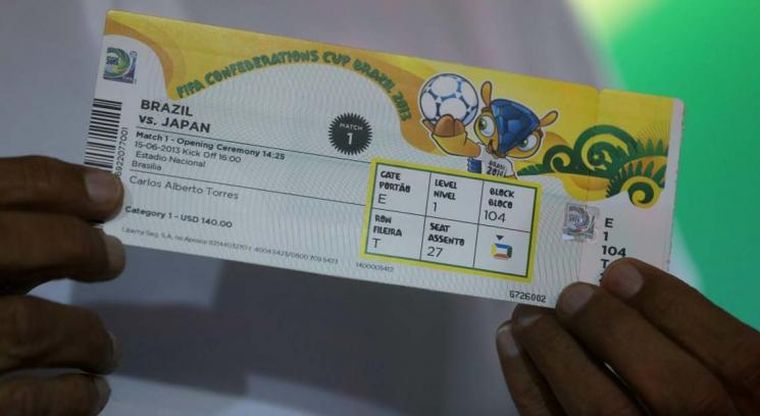 FIFA CONFEDERATIONS CUP BRAZIL 2013
BRAZIL
vs. JAPAN
MATCH
1
Match 1 - Opening Ceremony 14:25
15-06-2013 Kick Off 16:00
Estadio Nacional
Brasilia
Carlos Alberto Torres
Category 1 - USD 140.00
GATE
PORTÃO
E
LEVEL
NIVEL
1
BLOCK
BLOCO
104
ROW
FILEIRA
T
SEAT
ASSENTO
27
1400005412
G726002
E
1
104
T